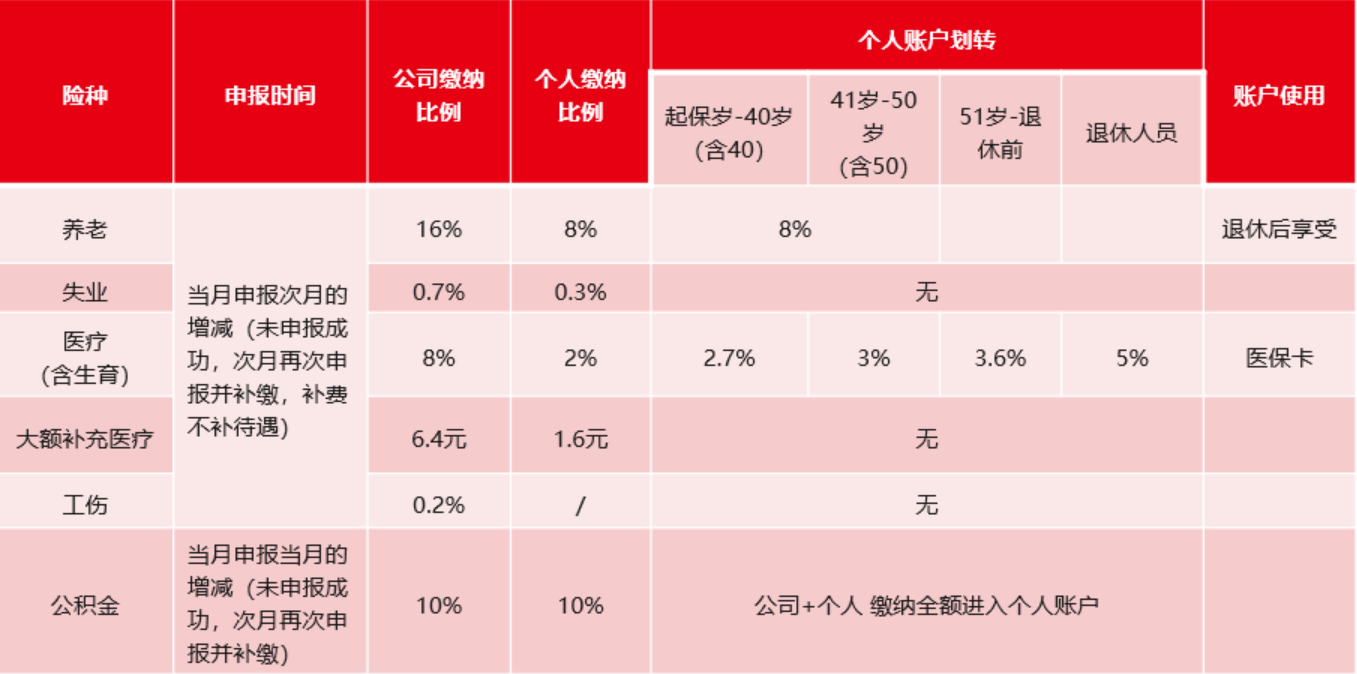 险种
申报时间
公司缴纳
比例
个人缴纳
比例
个人账户划转
账户使用
起保岁-40岁
(含40)
41岁-50
岁
(含50)
51岁-退
休前
退休人员
养老
当月申报次月的
增减（未申报成
功，次月再次申
报并补缴，补费
不补待遇)
16%
8%
8%
退休后享受
失业
0.7%
0.3%
无
医疗
(含生育)
8%
2%
2.7%
3%
3.6%
5%
医保卡
大额补充医疗
6.4元
1.6元
无
工伤
0.2%
/
无
公积金
当月申报当月的
增减（未申报成
功，次月再次申
报并补缴)
10%
10%
公司+个人 缴纳全额进入个人账户